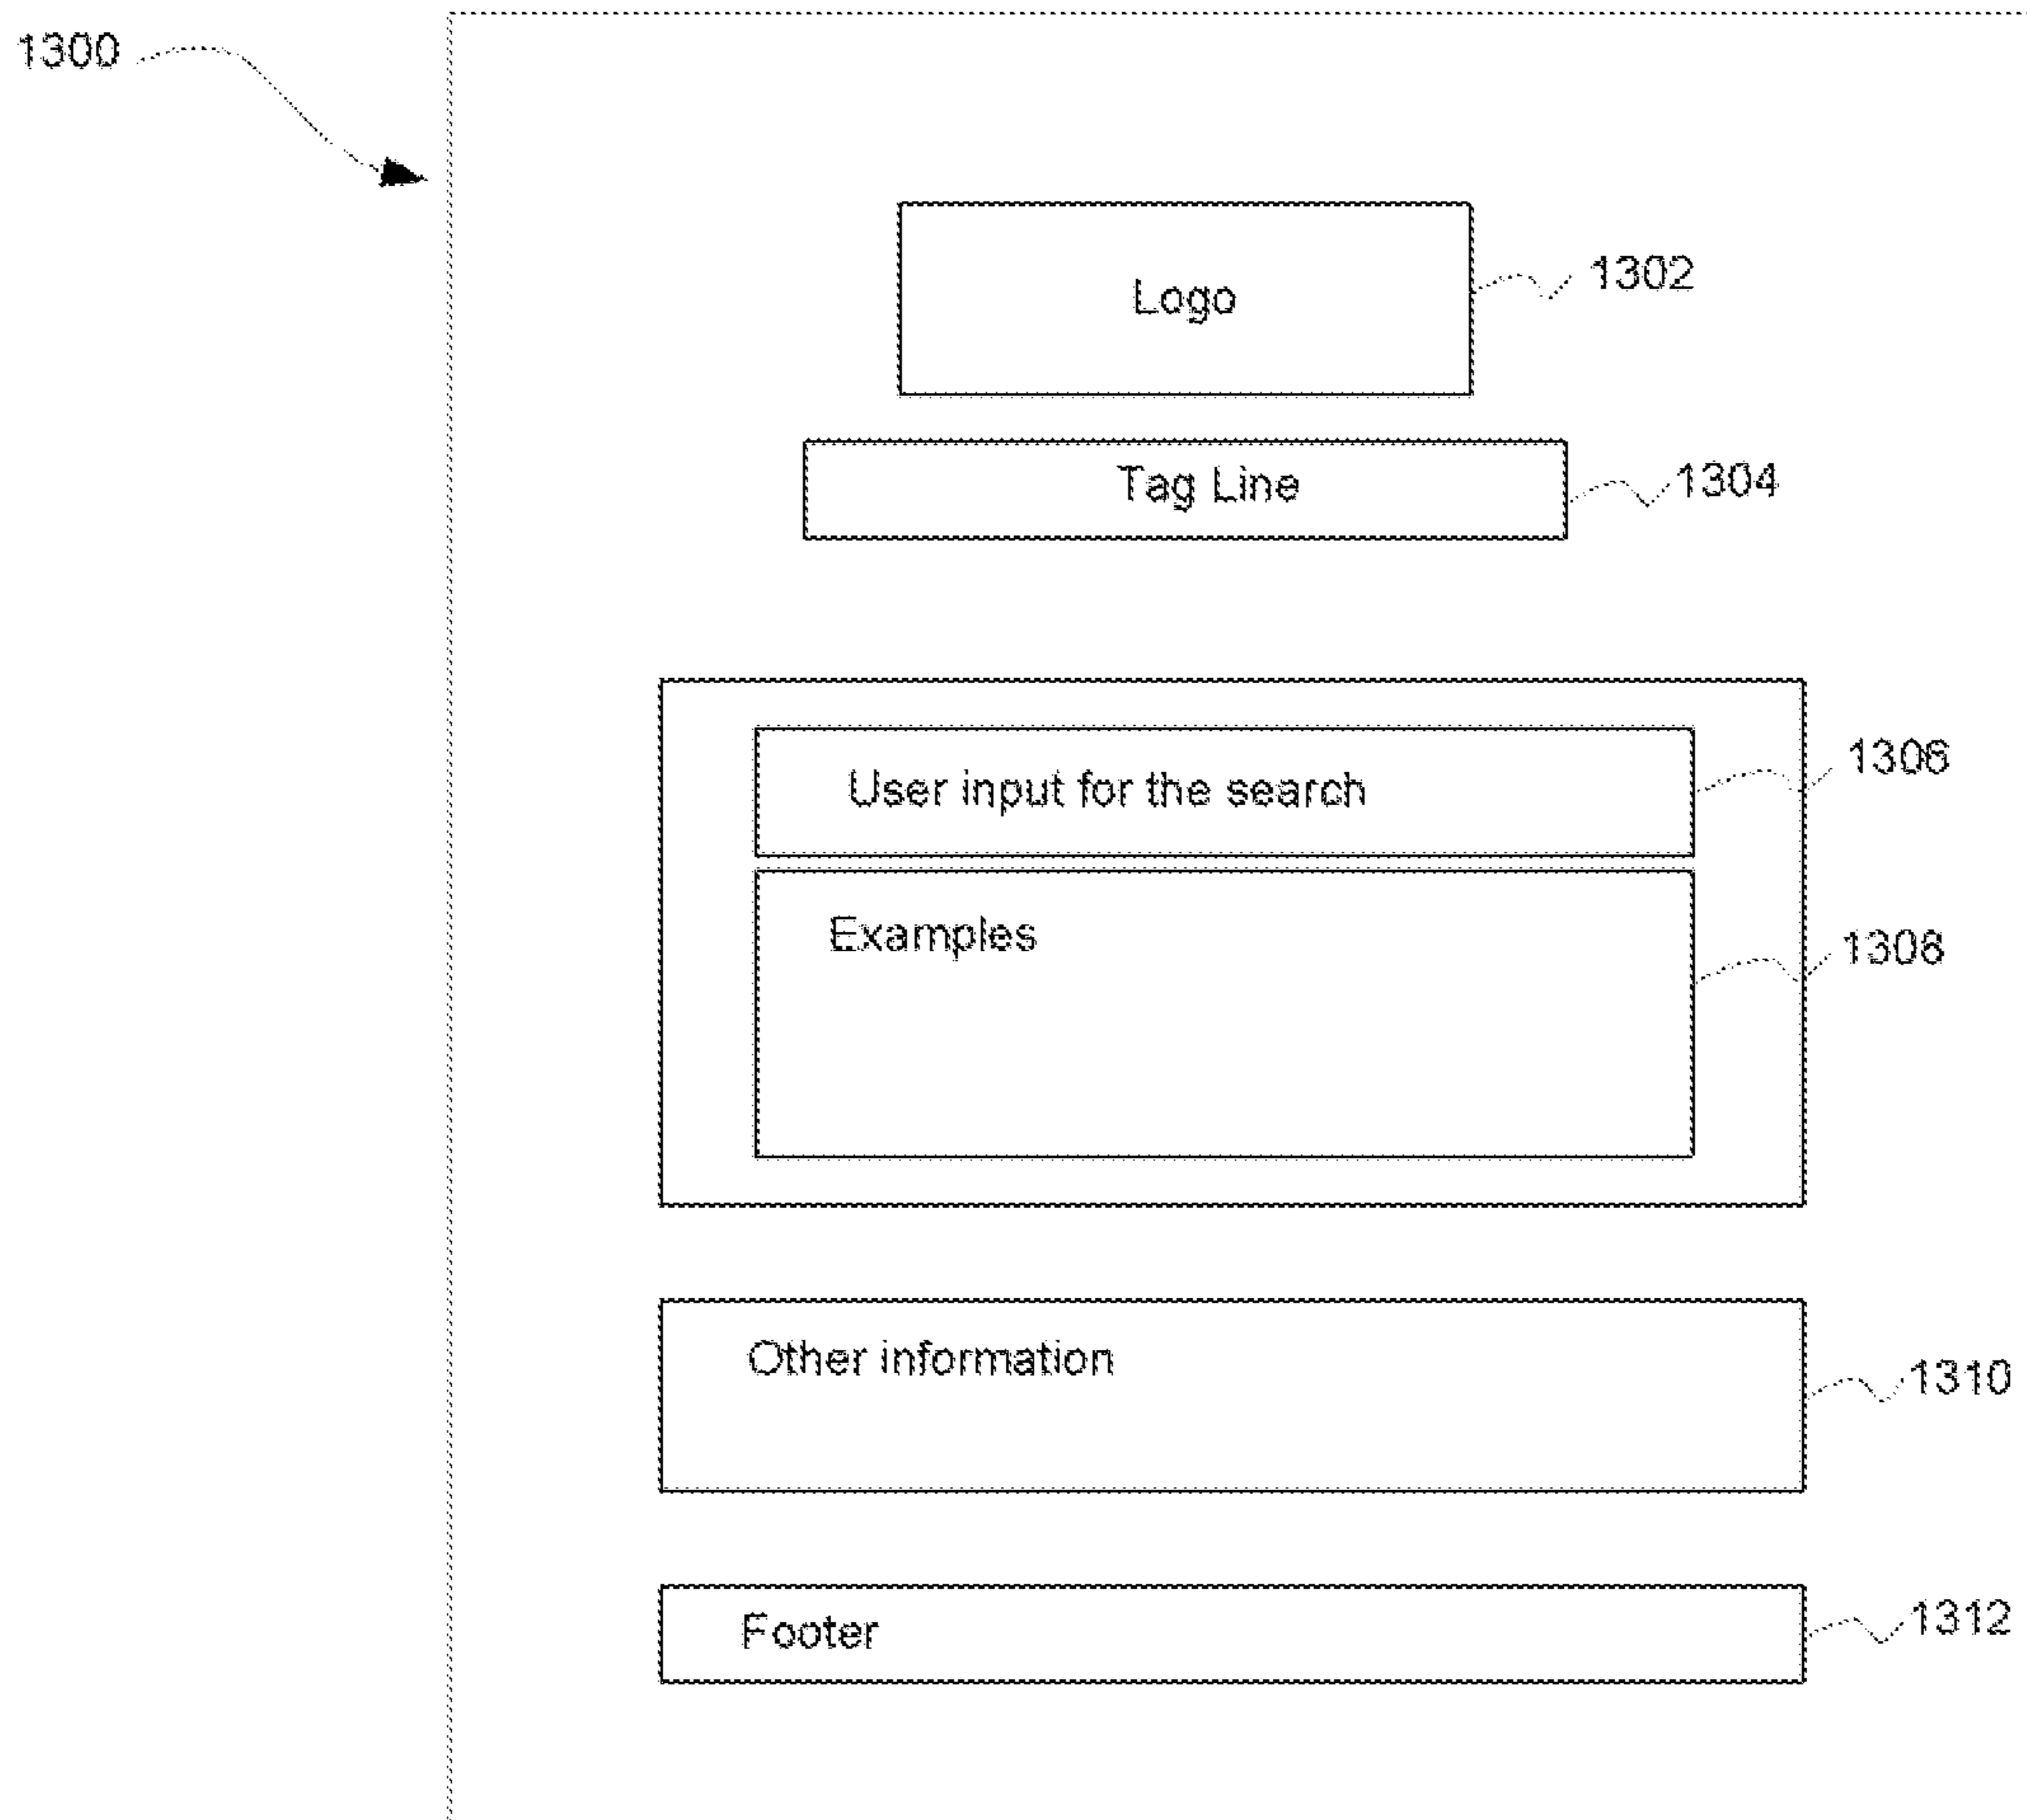 1300
Logo
1302
Tag Line
1304
User input for the search
1306
Examples
1308
Other information
1310
Footer
1312